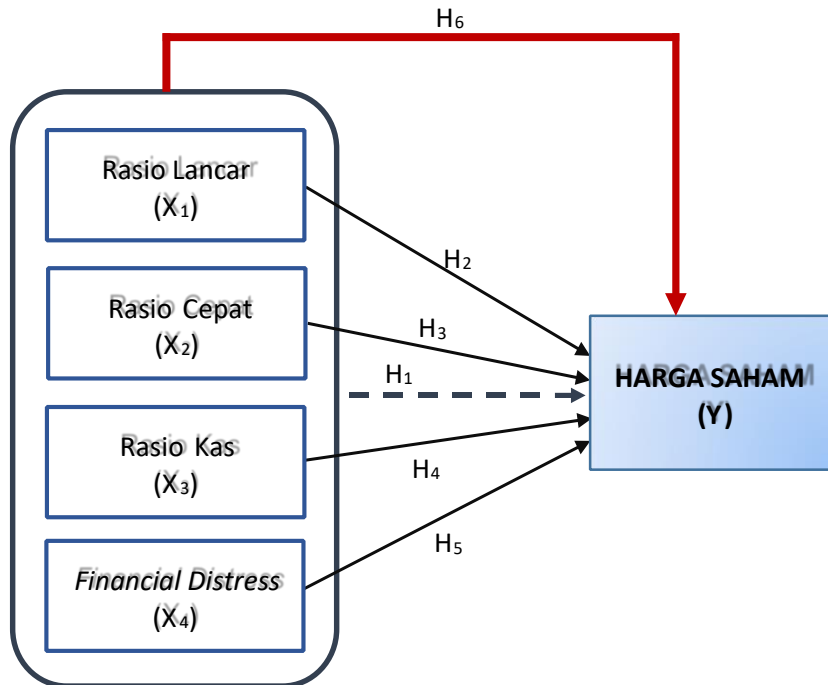 H6
Rasio Lancar
(X1)
H2
Rasio Cepat
(X2)
H3
H1
HARGA SAHAM
(Y)
Rasio Kas
(X3)
H4
H5
Financial Distress
(X4)